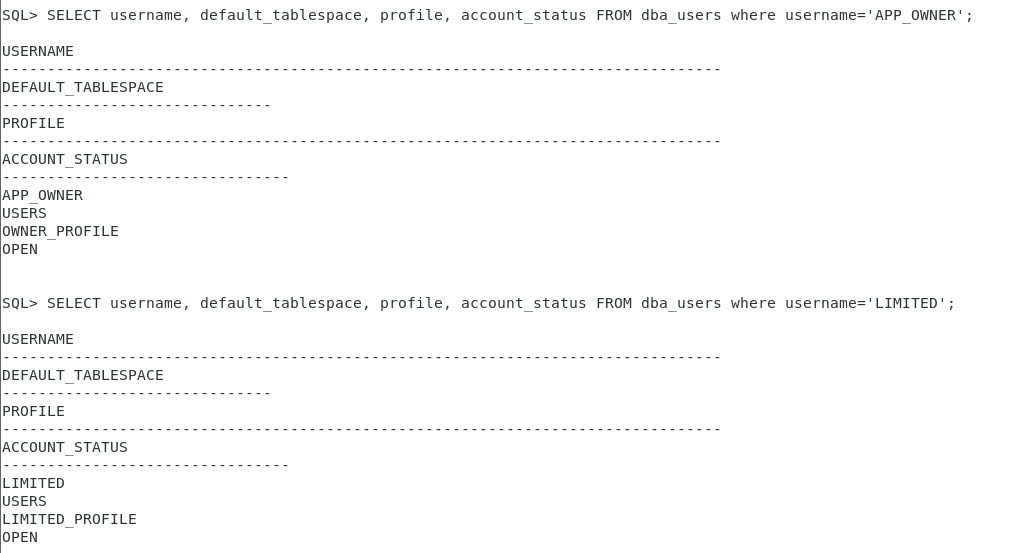 SQL> SELECT username, default_tablespace, profile, account_status FROM dba_users where username='APP_OWNER';
USERNAME
--------------------------------------------------------------------------------
DEFAULT_TABLESPACE
------------------------------
PROFILE
--------------------------------------------------------------------------------
ACCOUNT_STATUS
--------------------------------
APP_OWNER
USERS
OWNER_PROFILE
OPEN
SQL> SELECT username, default_tablespace, profile, account_status FROM dba_users where username='LIMITED';
USERNAME
--------------------------------------------------------------------------------
DEFAULT_TABLESPACE
------------------------------
PROFILE
--------------------------------------------------------------------------------
ACCOUNT_STATUS
--------------------------------
LIMITED
USERS
LIMITED_PROFILE
OPEN